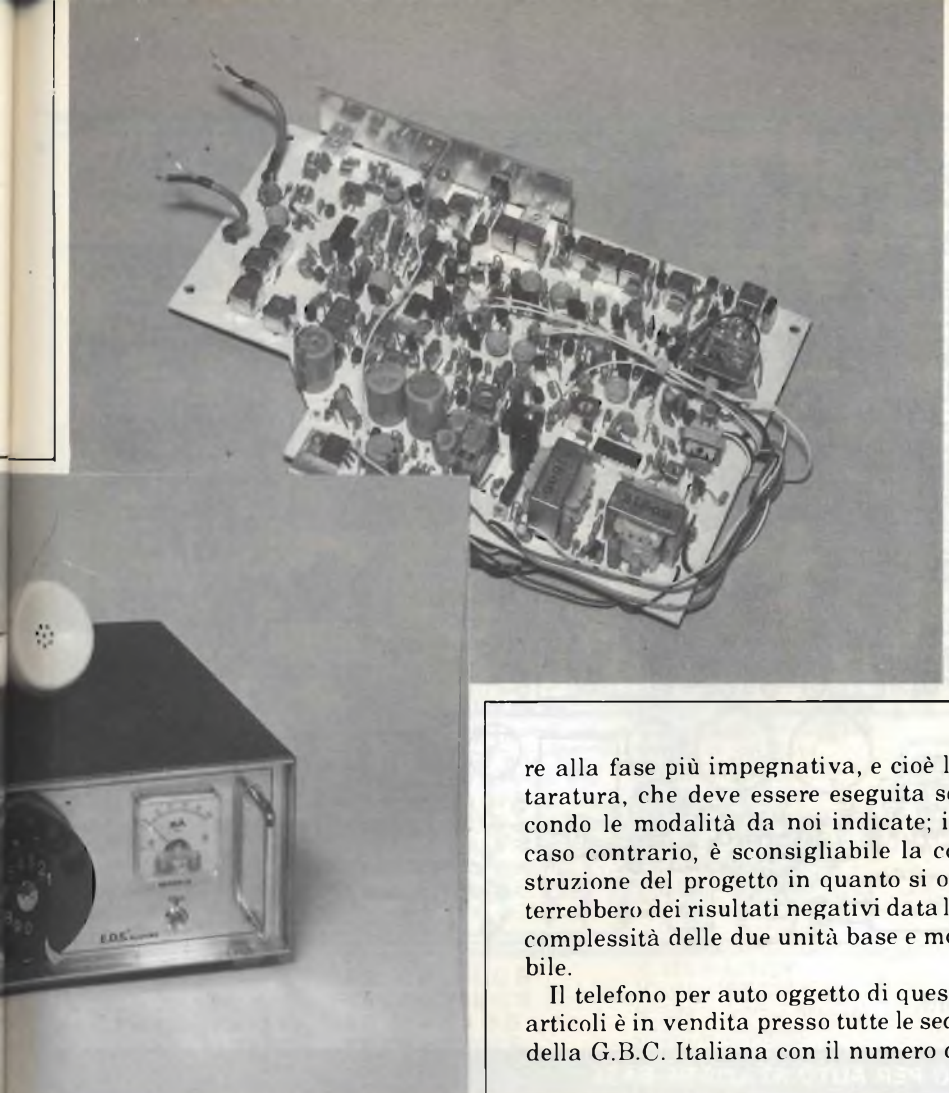 re alla fase più impegnativa, e cioè l
taratura, che deve essere eseguita se
condo le modalità da noi indicate; i
caso contrario, è sconsigliabile la co
struzione del progetto in quanto si o
terrebbero dei risultati negativi data l
complessità delle due unità base e mo
bile.
Il telefono per auto oggetto di ques
articoli è in vendita presso tutte le sed
della G.B.C. Italiana con il numero d
E.D.S.